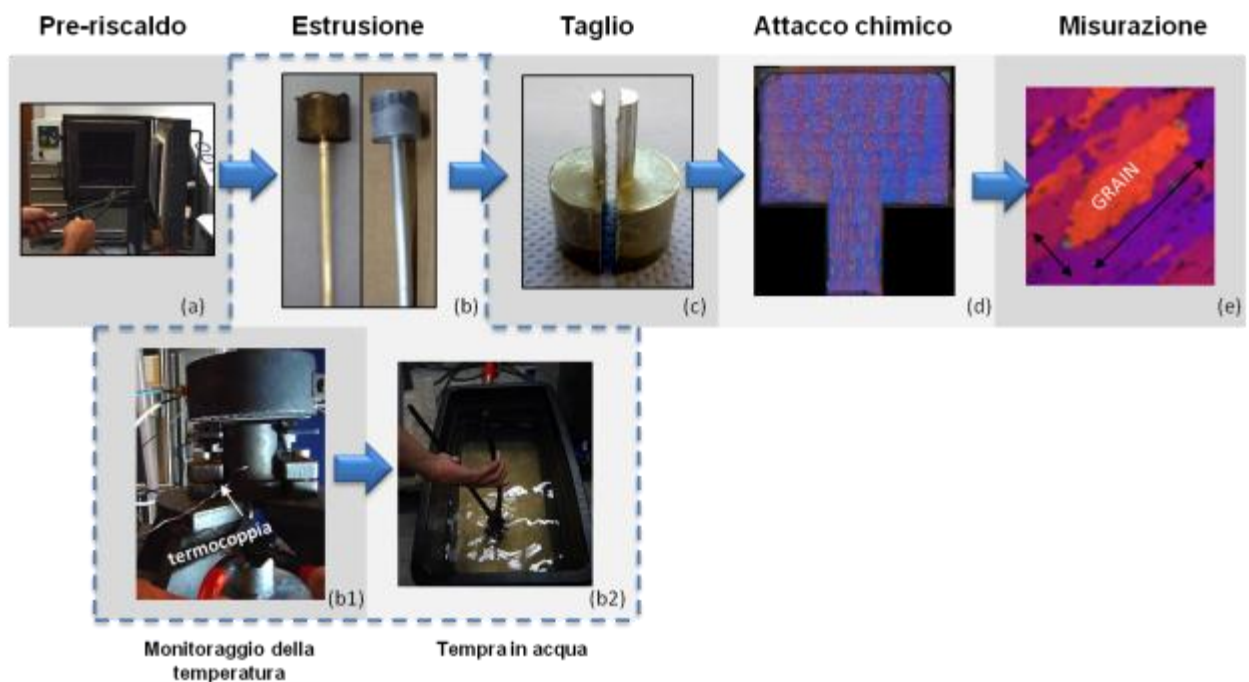 Pre-riscaldo
Estrusione
Taglio
Attacco chimico
Misurazione
(a)
(b)
(c)
(d)
GRAIN
(e)
termocoppia
(b1)
(b2)
Monitoraggio della
temperatura
Tempra in acqua